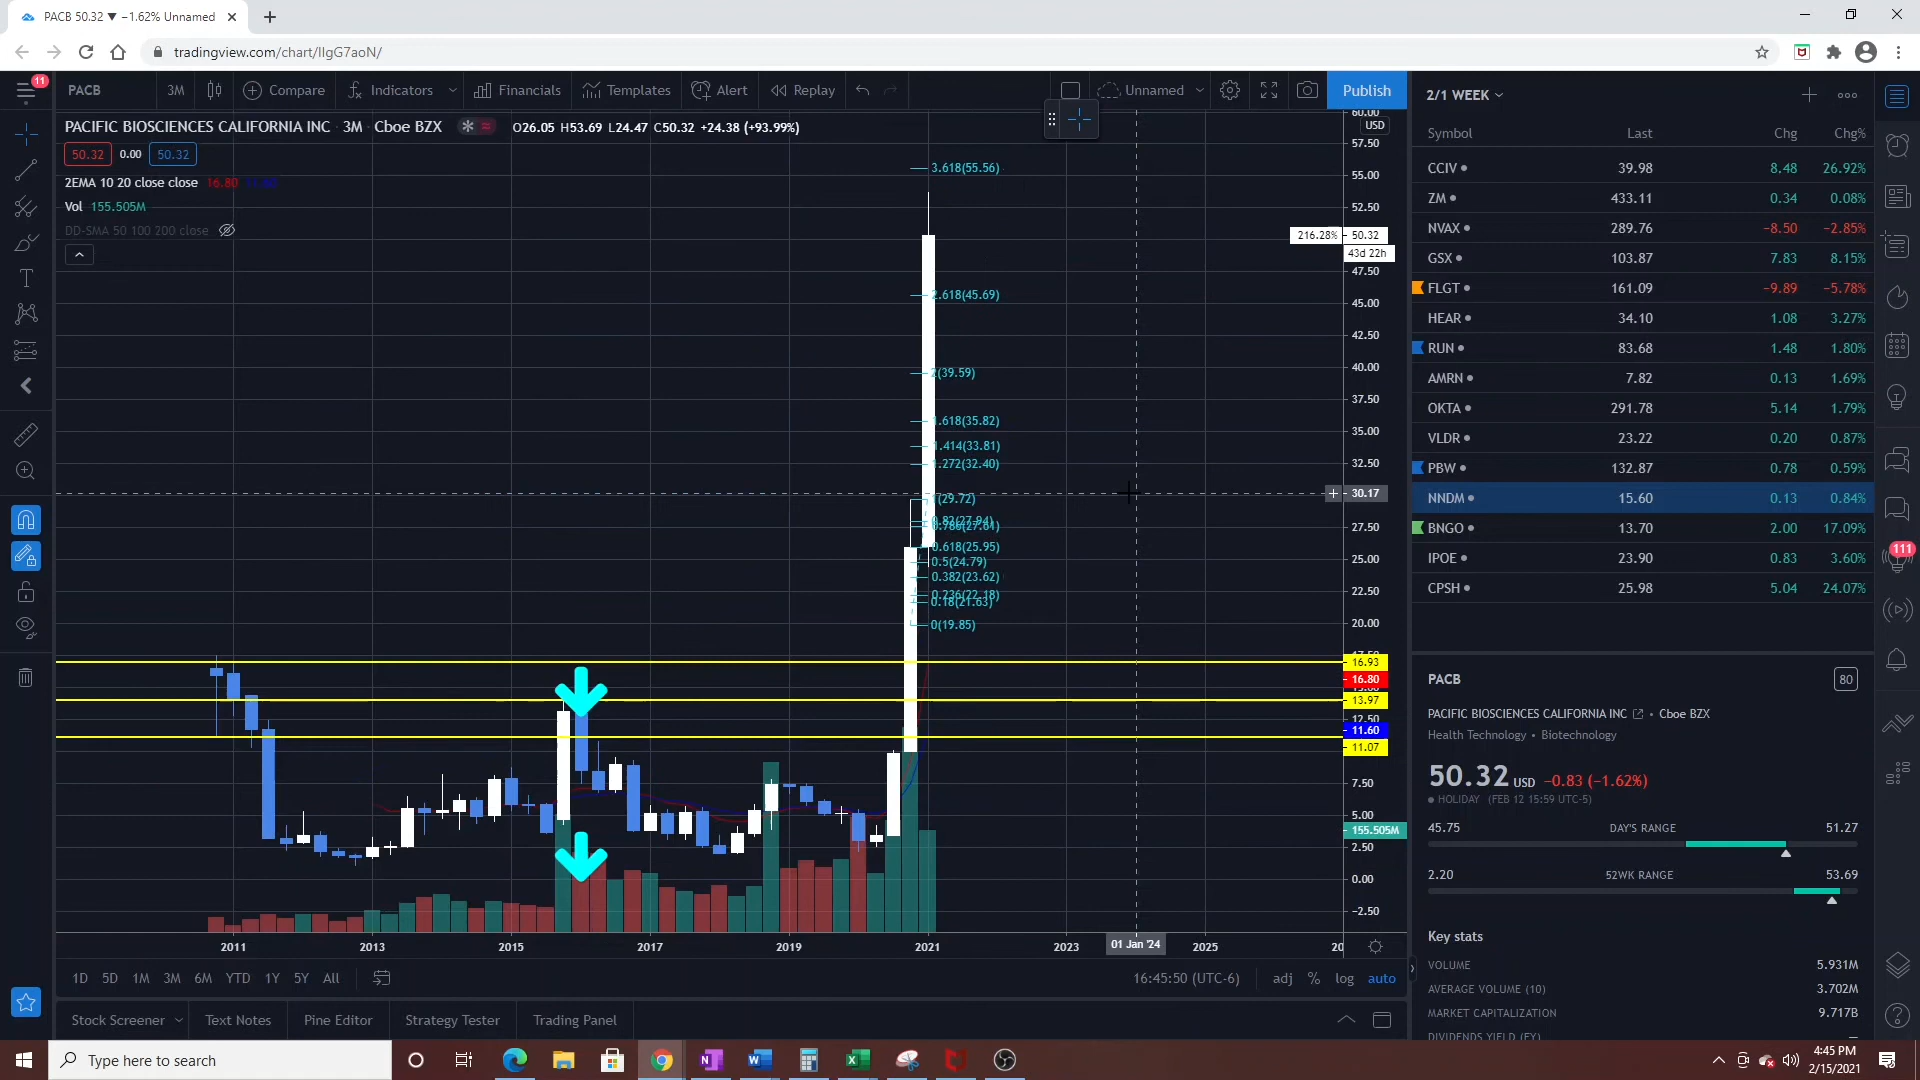 PACB 50.32 ▼ −1.62% Unnamed
tradingview.com/chart/IIgG7aoN/
11
PACB 3M Compare Indicators Financials Templates Alert Replay Unnamed Publish
PACIFIC BIOSCIENCES CALIFORNIA INC 3M Cboe BZX O26.05 H53.69 L24.47 C50.32 +24.38 (+93.99%)
50.32 0.00 50.32
2EMA 10 20 close close 16.80 11.60
Vol 155.505M
DD-SMA 50 100 200 close
3.618(55.56)
2.618(45.69)
2(39.59)
1.618(35.82)
1.414(33.81)
1.272(32.40)
1(29.72)
0.618(25.95)
0.5(24.79)
0.382(23.62)
0.236(22.18)
0.18(21.63)
0(19.85)
60.00
USD
57.50
55.00
52.50
216.28% 50.32
43d 22h
47.50
45.00
42.50
40.00
37.50
35.00
32.50
30.17
27.50
25.00
22.50
20.00
16.93
16.80
13.97
12.50
11.60
11.07
7.50
5.00
155.505M
2.50
0.00
−2.50
2011 2013 2015 2017 2019 2021 2023 01 Jan '24 2025 20
1D 5D 1M 3M 6M YTD 1Y 5Y All 16:45:50 (UTC-6) adj % log auto
Stock Screener Text Notes Pine Editor Strategy Tester Trading Panel
2/1 WEEK
Symbol Last Chg Chg%
CCIV 39.98 8.48 26.92%
ZM 433.11 0.34 0.08%
NVAX 289.76 −8.50 −2.85%
GSX 103.87 7.83 8.15%
FLGT 161.09 −9.89 −5.78%
HEAR 34.10 1.08 3.27%
RUN 83.68 1.48 1.80%
AMRN 7.82 0.13 1.69%
OKTA 291.78 5.14 1.79%
VLDR 23.22 0.20 0.87%
PBW 132.87 0.78 0.59%
NNDM 15.60 0.13 0.84%
BNGO 13.70 2.00 17.09%
IPOE 23.90 0.83 3.60%
CPSH 25.98 5.04 24.07%
111
PACB 80
PACIFIC BIOSCIENCES CALIFORNIA INC • Cboe BZX
Health Technology • Biotechnology
50.32 USD −0.83 (−1.62%)
HOLIDAY (FEB 12 15:59 UTC-5)
45.75 DAY'S RANGE 51.27
2.20 52WK RANGE 53.69
Key stats
VOLUME 5.931M
AVERAGE VOLUME (10) 3.702M
MARKET CAPITALIZATION 9.717B
DIVIDENDS YIELD (FY) —
Type here to search
4:45 PM
2/15/2021